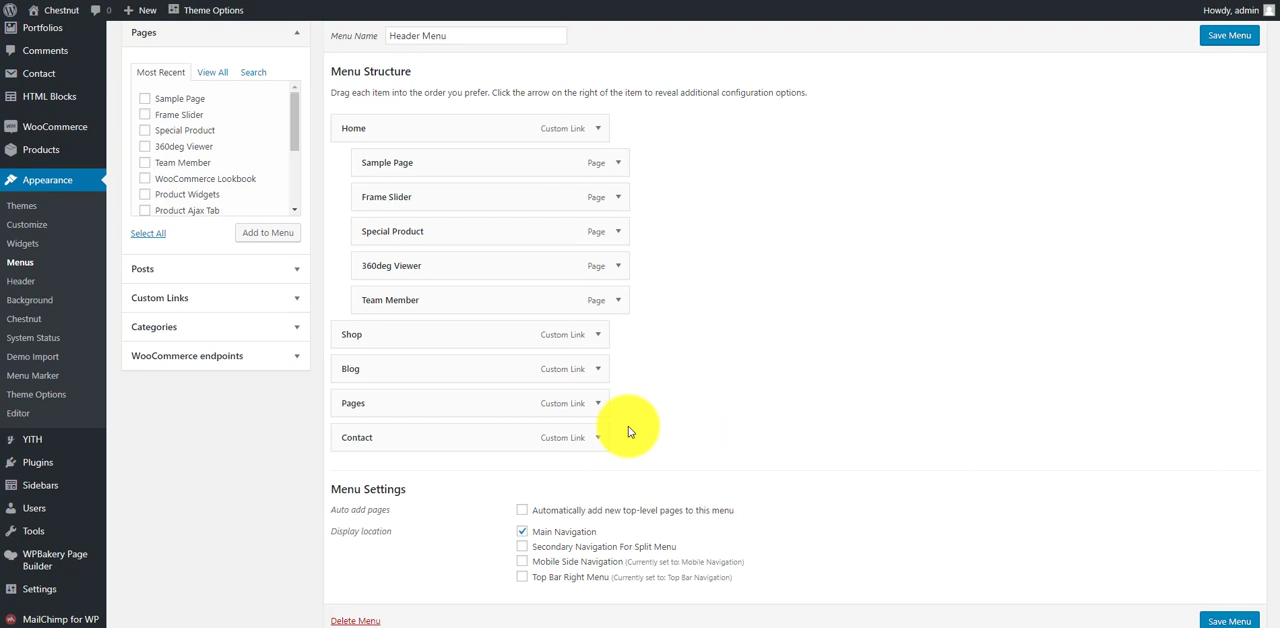 Chestnut 0 New Theme Options Howdy, admin
Portfolios
Comments
Contact
HTML Blocks
WooCommerce
Products
Appearance
Themes
Customize
Widgets
Menus
Header
Background
Chestnut
System Status
Demo Import
Menu Marker
Theme Options
Editor
YITH
Plugins
Sidebars
Users
Tools
WPBakery Page
Builder
Settings
MailChimp for WP
Pages
Most Recent View All Search
Sample Page
Frame Slider
Special Product
360deg Viewer
Team Member
WooCommerce Lookbook
Product Widgets
Product Ajax Tab
Select All Add to Menu
Posts
Custom Links
Categories
WooCommerce endpoints
Menu Name Header Menu Save Menu
Menu Structure
Drag each item into the order you prefer. Click the arrow on the right of the item to reveal additional configuration options.
Home Custom Link
Sample Page Page
Frame Slider Page
Special Product Page
360deg Viewer Page
Team Member Page
Shop Custom Link
Blog Custom Link
Pages Custom Link
Contact Custom Link
Menu Settings
Auto add pages Automatically add new top-level pages to this menu
Display location Main Navigation
Secondary Navigation For Split Menu
Mobile Side Navigation (Currently set to: Mobile Navigation)
Top Bar Right Menu (Currently set to: Top Bar Navigation)
Delete Menu Save Menu